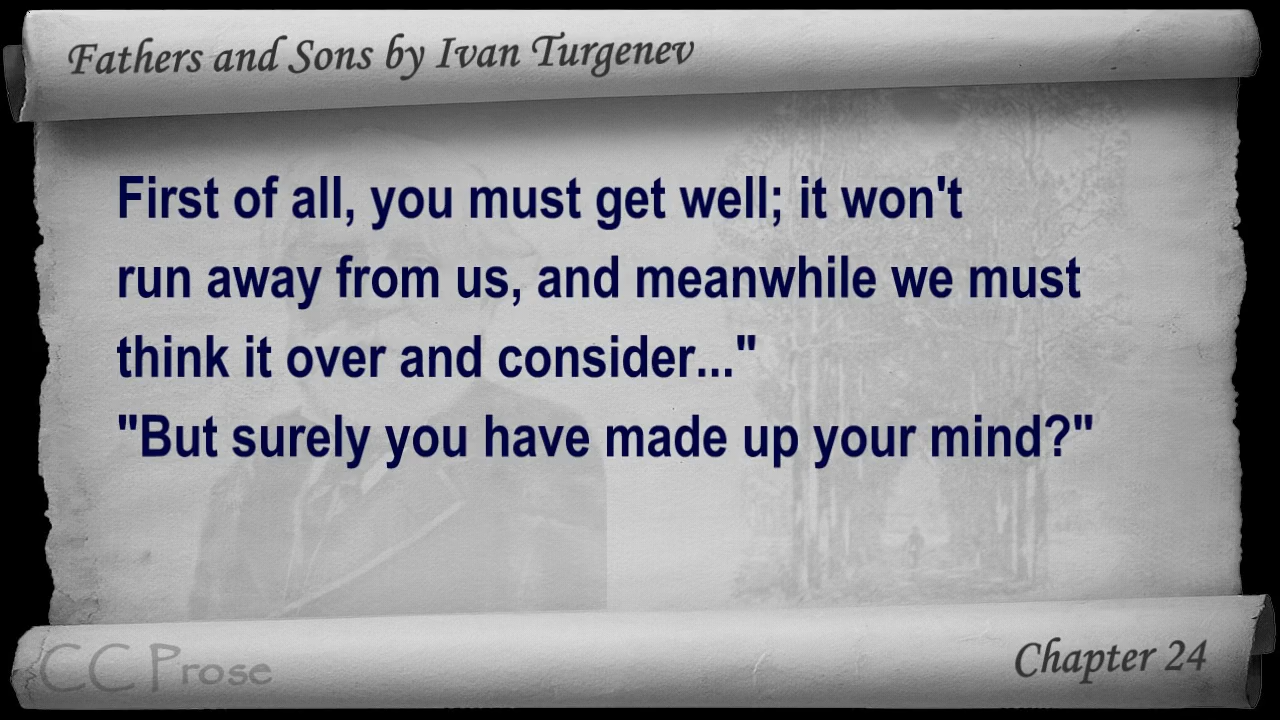 Fathers and Sons by Ivan Turgenev
First of all, you must get well; it won't
run away from us, and meanwhile we must
think it over and consider..."
"But surely you have made up your mind?"
CC Prose
Chapter 24